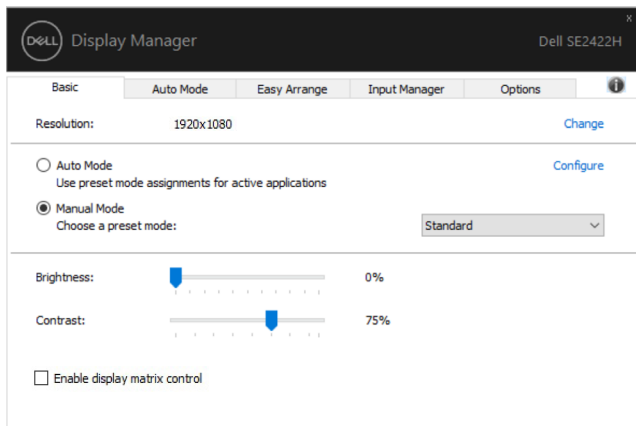 x
DELL Display Manager Dell SE2422H
Basic Auto Mode Easy Arrange Input Manager Options i
Resolution: 1920x1080 Change
Auto Mode Configure
Use preset mode assignments for active applications
Manual Mode
Choose a preset mode: Standard
Brightness: 0%
Contrast: 75%
Enable display matrix control